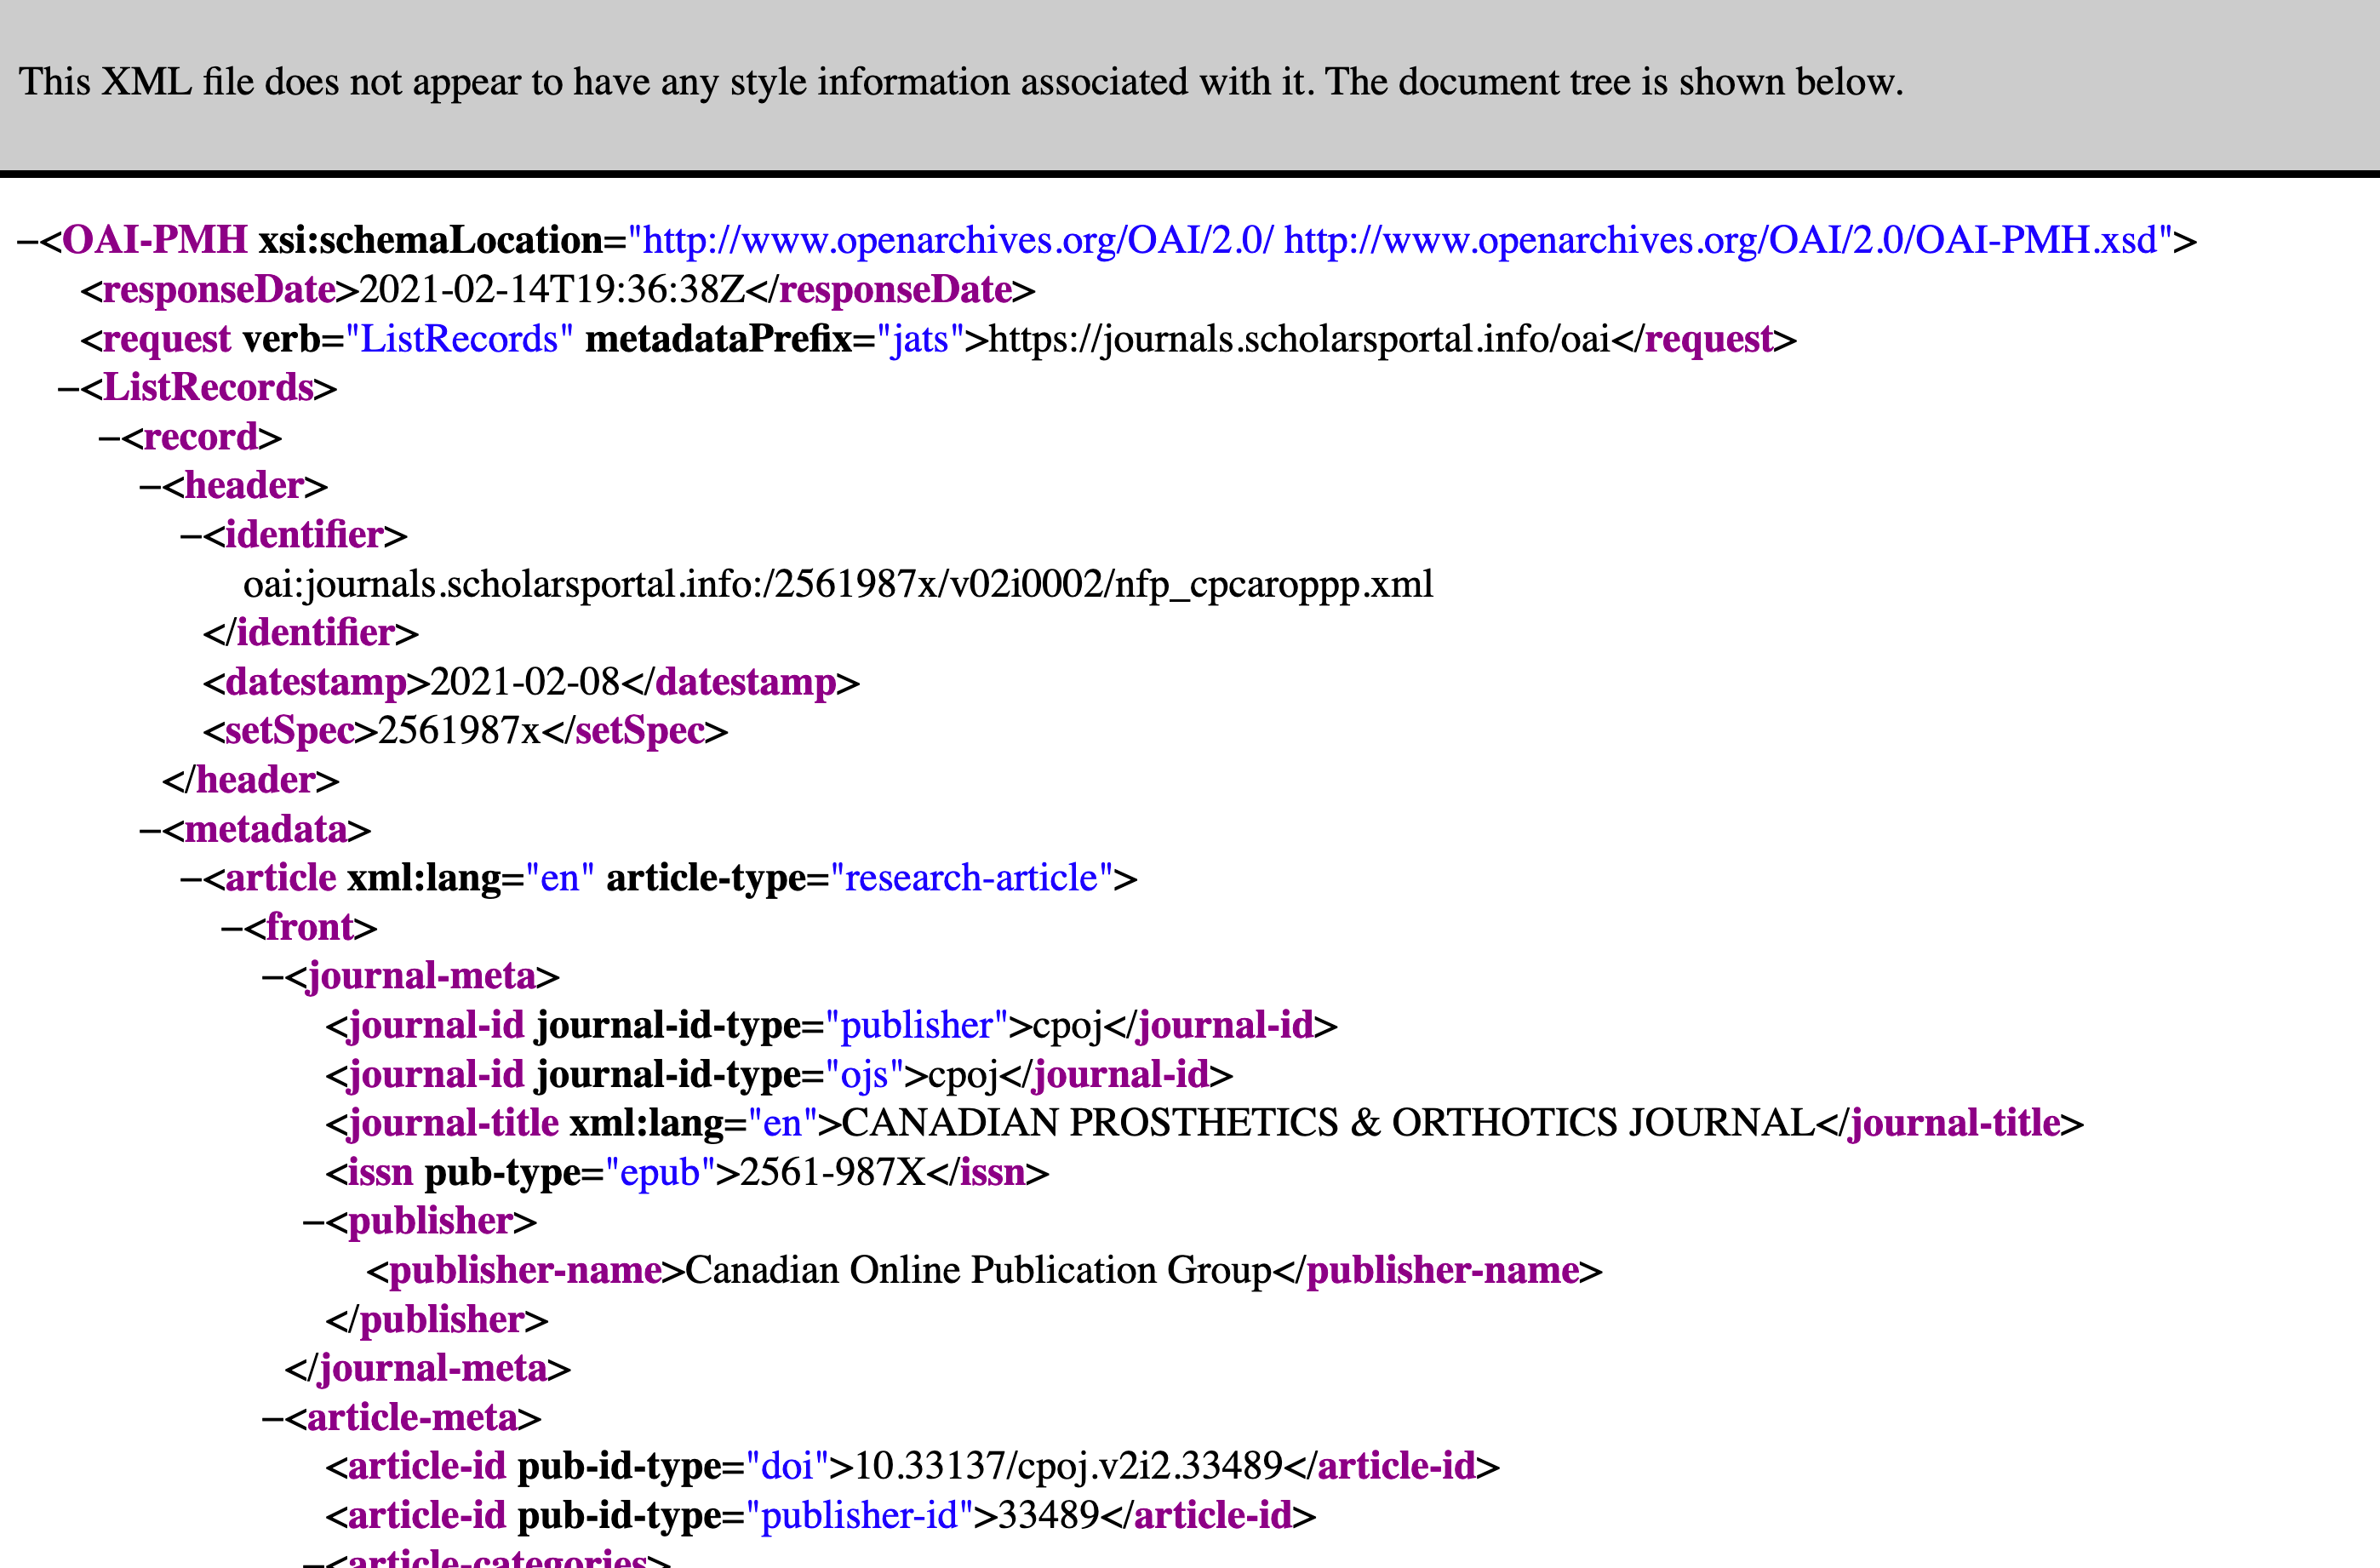 This XML file does not appear to have any style information associated with it. The document tree is shown below.
–<OAI-PMH xsi:schemaLocation="http://www.openarchives.org/OAI/2.0/ http://www.openarchives.org/OAI/2.0/OAI-PMH.xsd">
<responseDate>2021-02-14T19:36:38Z</responseDate>
<request verb="ListRecords" metadataPrefix="jats">https://journals.scholarsportal.info/oai</request>
–<ListRecords>
–<record>
–<header>
–<identifier>
oai:journals.scholarsportal.info:/2561987x/v02i0002/nfp_cpcaroppp.xml
</identifier>
<datestamp>2021-02-08</datestamp>
<setSpec>2561987x</setSpec>
</header>
–<metadata>
–<article xml:lang="en" article-type="research-article">
–<front>
–<journal-meta>
<journal-id journal-id-type="publisher">cpoj</journal-id>
<journal-id journal-id-type="ojs">cpoj</journal-id>
<journal-title xml:lang="en">CANADIAN PROSTHETICS & ORTHOTICS JOURNAL</journal-title>
<issn pub-type="epub">2561-987X</issn>
–<publisher>
<publisher-name>Canadian Online Publication Group</publisher-name>
</publisher>
</journal-meta>
–<article-meta>
<article-id pub-id-type="doi">10.33137/cpoj.v2i2.33489</article-id>
<article-id pub-id-type="publisher-id">33489</article-id>
–<article-categories>